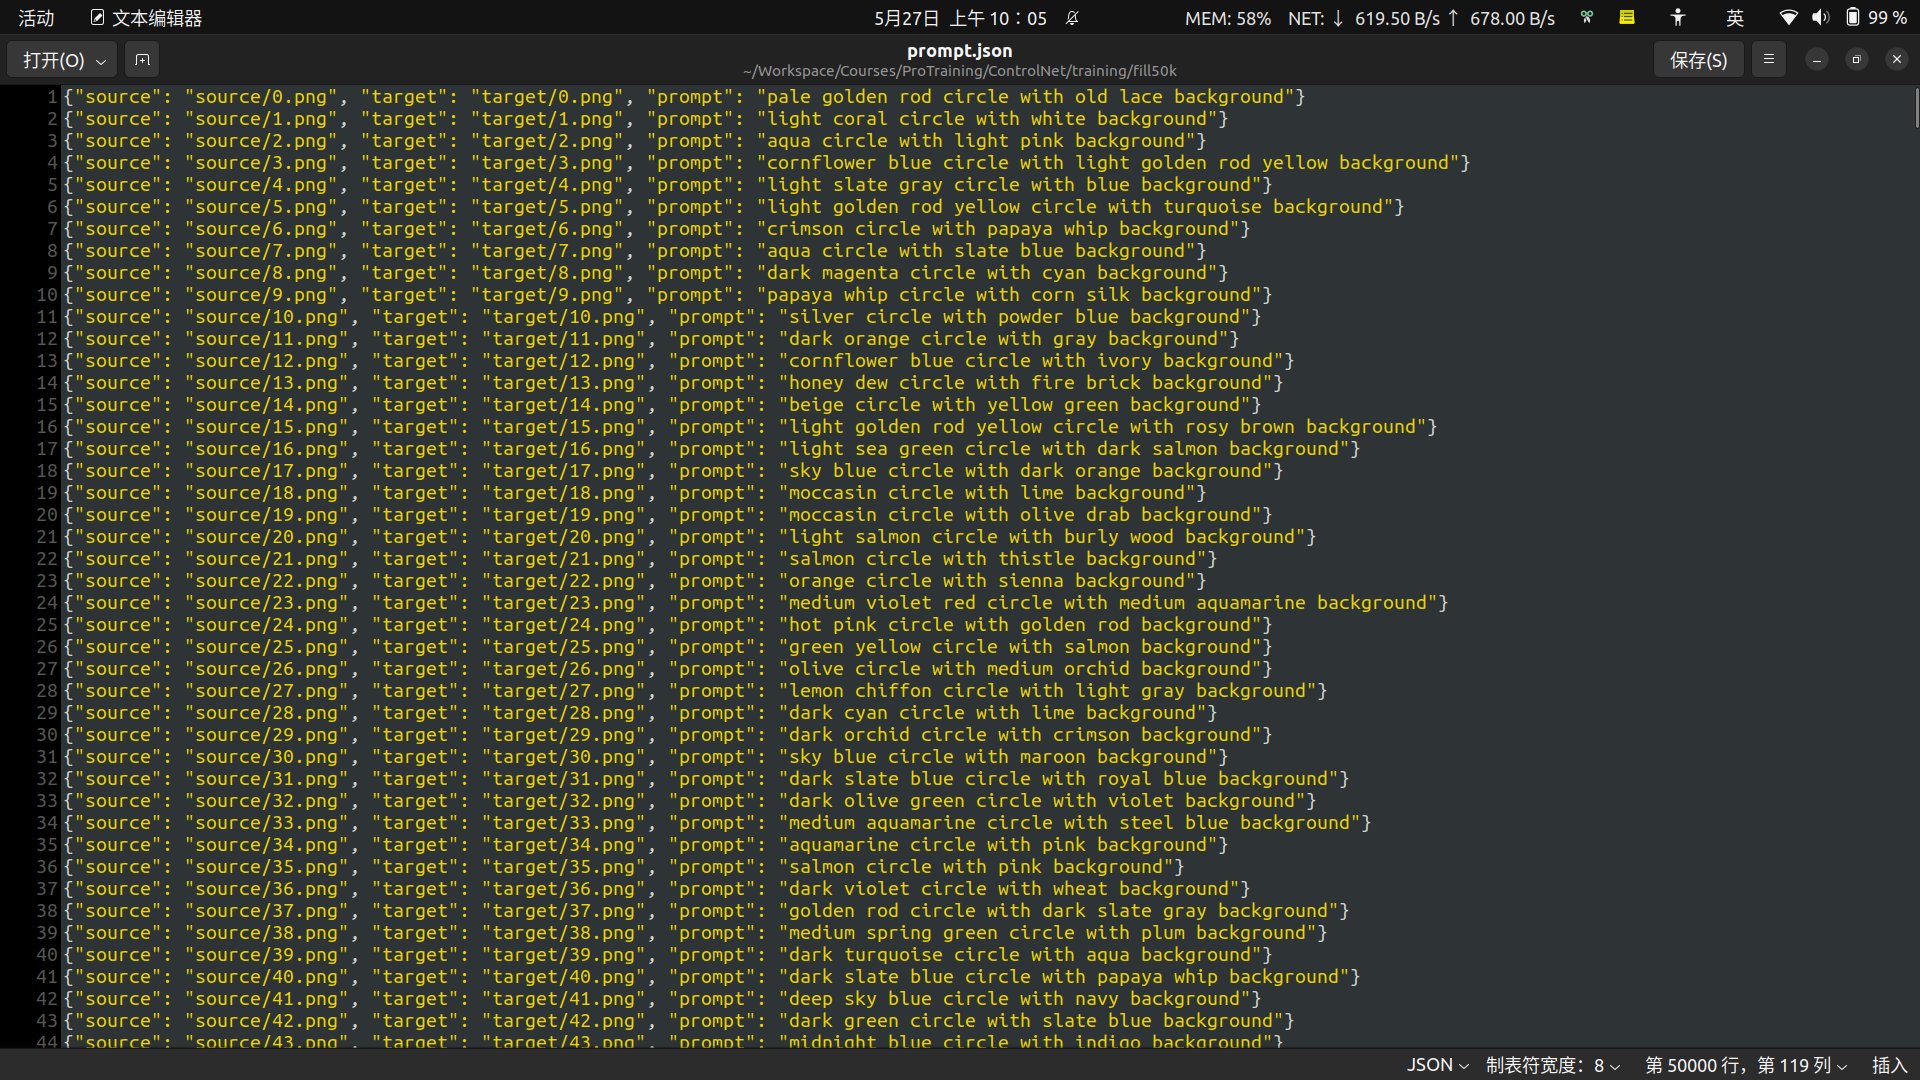 活动 文本编辑器 5月27日 上午 10：05 MEM: 58% NET: ↓ 619.50 B/s ↑ 678.00 B/s 英 99 %
打开(O) prompt.json 保存(S)
~/Workspace/Courses/ProTraining/ControlNet/training/fill50k
1 {"source": "source/0.png", "target": "target/0.png", "prompt": "pale golden rod circle with old lace background"}
2 {"source": "source/1.png", "target": "target/1.png", "prompt": "light coral circle with white background"}
3 {"source": "source/2.png", "target": "target/2.png", "prompt": "aqua circle with light pink background"}
4 {"source": "source/3.png", "target": "target/3.png", "prompt": "cornflower blue circle with light golden rod yellow background"}
5 {"source": "source/4.png", "target": "target/4.png", "prompt": "light slate gray circle with blue background"}
6 {"source": "source/5.png", "target": "target/5.png", "prompt": "light golden rod yellow circle with turquoise background"}
7 {"source": "source/6.png", "target": "target/6.png", "prompt": "crimson circle with papaya whip background"}
8 {"source": "source/7.png", "target": "target/7.png", "prompt": "aqua circle with slate blue background"}
9 {"source": "source/8.png", "target": "target/8.png", "prompt": "dark magenta circle with cyan background"}
10 {"source": "source/9.png", "target": "target/9.png", "prompt": "papaya whip circle with corn silk background"}
11 {"source": "source/10.png", "target": "target/10.png", "prompt": "silver circle with powder blue background"}
12 {"source": "source/11.png", "target": "target/11.png", "prompt": "dark orange circle with gray background"}
13 {"source": "source/12.png", "target": "target/12.png", "prompt": "cornflower blue circle with ivory background"}
14 {"source": "source/13.png", "target": "target/13.png", "prompt": "honey dew circle with fire brick background"}
15 {"source": "source/14.png", "target": "target/14.png", "prompt": "beige circle with yellow green background"}
16 {"source": "source/15.png", "target": "target/15.png", "prompt": "light golden rod yellow circle with rosy brown background"}
17 {"source": "source/16.png", "target": "target/16.png", "prompt": "light sea green circle with dark salmon background"}
18 {"source": "source/17.png", "target": "target/17.png", "prompt": "sky blue circle with dark orange background"}
19 {"source": "source/18.png", "target": "target/18.png", "prompt": "moccasin circle with lime background"}
20 {"source": "source/19.png", "target": "target/19.png", "prompt": "moccasin circle with olive drab background"}
21 {"source": "source/20.png", "target": "target/20.png", "prompt": "light salmon circle with burly wood background"}
22 {"source": "source/21.png", "target": "target/21.png", "prompt": "salmon circle with thistle background"}
23 {"source": "source/22.png", "target": "target/22.png", "prompt": "orange circle with sienna background"}
24 {"source": "source/23.png", "target": "target/23.png", "prompt": "medium violet red circle with medium aquamarine background"}
25 {"source": "source/24.png", "target": "target/24.png", "prompt": "hot pink circle with golden rod background"}
26 {"source": "source/25.png", "target": "target/25.png", "prompt": "green yellow circle with salmon background"}
27 {"source": "source/26.png", "target": "target/26.png", "prompt": "olive circle with medium orchid background"}
28 {"source": "source/27.png", "target": "target/27.png", "prompt": "lemon chiffon circle with light gray background"}
29 {"source": "source/28.png", "target": "target/28.png", "prompt": "dark cyan circle with lime background"}
30 {"source": "source/29.png", "target": "target/29.png", "prompt": "dark orchid circle with crimson background"}
31 {"source": "source/30.png", "target": "target/30.png", "prompt": "sky blue circle with maroon background"}
32 {"source": "source/31.png", "target": "target/31.png", "prompt": "dark slate blue circle with royal blue background"}
33 {"source": "source/32.png", "target": "target/32.png", "prompt": "dark olive green circle with violet background"}
34 {"source": "source/33.png", "target": "target/33.png", "prompt": "medium aquamarine circle with steel blue background"}
35 {"source": "source/34.png", "target": "target/34.png", "prompt": "aquamarine circle with pink background"}
36 {"source": "source/35.png", "target": "target/35.png", "prompt": "salmon circle with pink background"}
37 {"source": "source/36.png", "target": "target/36.png", "prompt": "dark violet circle with wheat background"}
38 {"source": "source/37.png", "target": "target/37.png", "prompt": "golden rod circle with dark slate gray background"}
39 {"source": "source/38.png", "target": "target/38.png", "prompt": "medium spring green circle with plum background"}
40 {"source": "source/39.png", "target": "target/39.png", "prompt": "dark turquoise circle with aqua background"}
41 {"source": "source/40.png", "target": "target/40.png", "prompt": "dark slate blue circle with papaya whip background"}
42 {"source": "source/41.png", "target": "target/41.png", "prompt": "deep sky blue circle with navy background"}
43 {"source": "source/42.png", "target": "target/42.png", "prompt": "dark green circle with slate blue background"}
44 {"source": "source/43.png", "target": "target/43.png", "prompt": "midnight blue circle with indigo background"}
JSON 制表符宽度：8 第 50000 行，第 119 列 插入